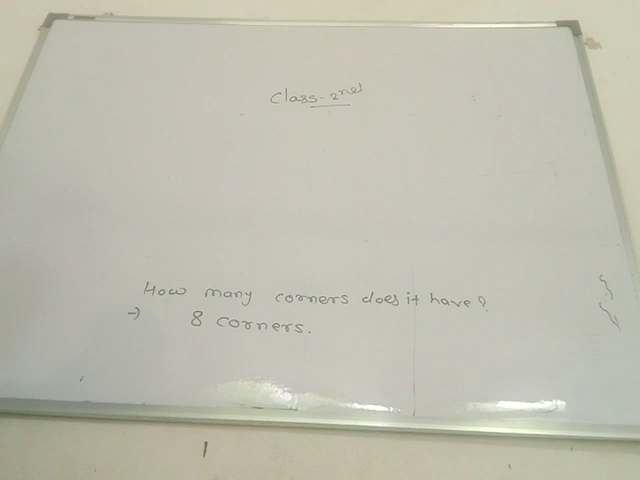 Class-2nd
How many corners does it have?
→ 8 corners.